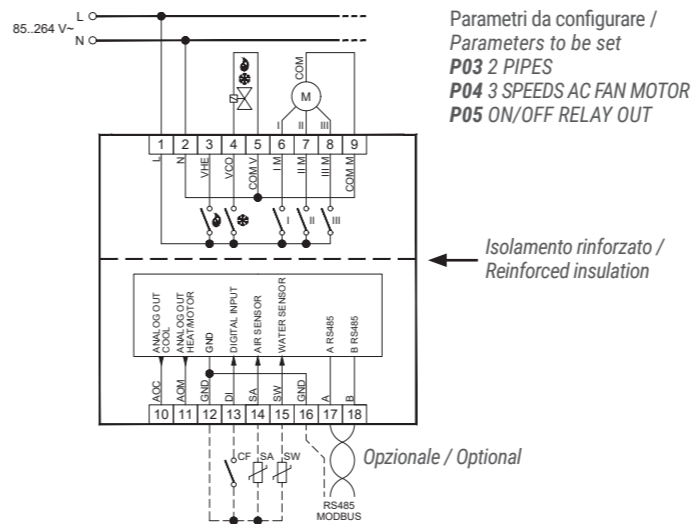 L
85..264 V~
N
Parametri da configurare /
Parameters to be set
P03 2 PIPES
P04 3 SPEEDS AC FAN MOTOR
P05 ON/OFF RELAY OUT
COM
M
I II III
1 2 3 4 5 6 7 8 9
L N VHE VCO COM V I M II M III M COM M
I II III
Isolamento rinforzato /
Reinforced insulation
ANALOG OUT
COOL
ANALOG OUT
HEAT/MOTOR
GND
DIGITAL INPUT
AIR SENSOR
WATER SENSOR
A RS485
B RS485
AOC AOM GND DI SA SW GND A B
10 11 12 13 14 15 16 17 18
CF SA SW
Opzionale / Optional
RS485
MODBUS